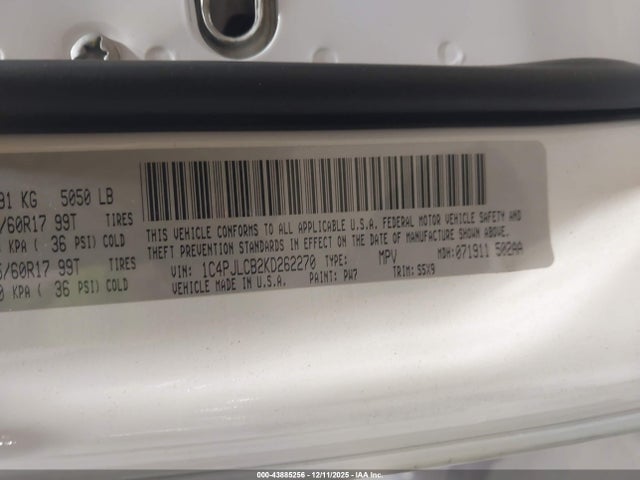 91 KG 5050 LB
/60R17 99T TIRES
KPA ( 36 PSI) COLD
/60R17 99T TIRES
0 KPA ( 36 PSI) COLD
THIS VEHICLE CONFORMS TO ALL APPLICABLE U.S.A. FEDERAL MOTOR VEHICLE SAFETY AND
THEFT PREVENTION STANDARDS IN EFFECT ON THE DATE OF MANUFACTURE SHOWN ABOVE.
VIN: 1C4PJLCB2KD262270 TYPE: MPV MDH: 071911 502AA
VEHICLE MADE IN U.S.A. PAINT: PW7 TRIM: S5X9
000-43885256 - 12/11/2025 - IAA Inc.